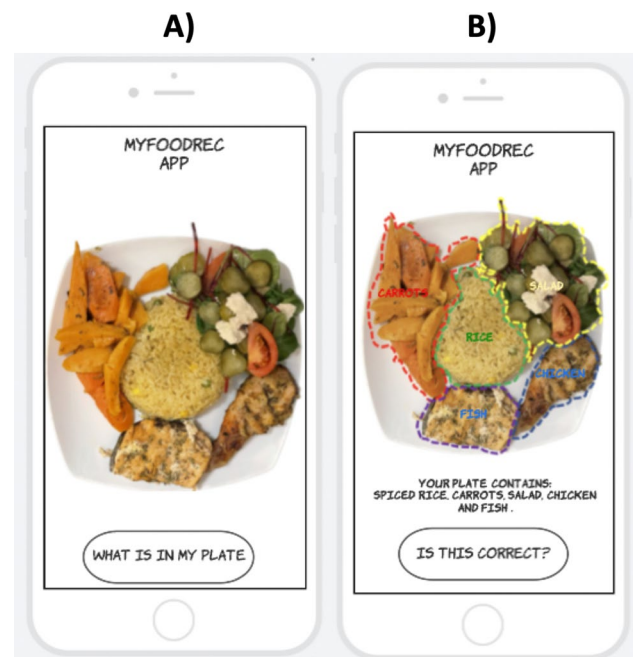 A)
B)
MYFOODREC
APP
WHAT IS IN MY PLATE
MYFOODREC
APP
CARROTS
SALAD
RICE
CHICKEN
FISH
YOUR PLATE CONTAINS:
SPICED RICE, CARROTS, SALAD, CHICKEN
AND FISH .
IS THIS CORRECT?